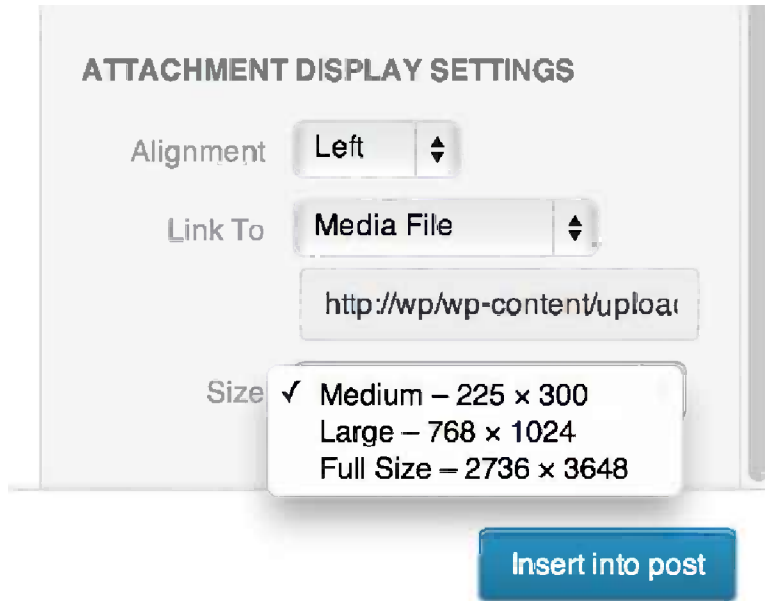 ATTACHMENT DISPLAY SETTINGS
Alignment Left
Link To Media File
http://wp/wp-content/upload
Size ✓ Medium – 225 × 300
Large – 768 × 1024
Full Size – 2736 × 3648
Insert into post